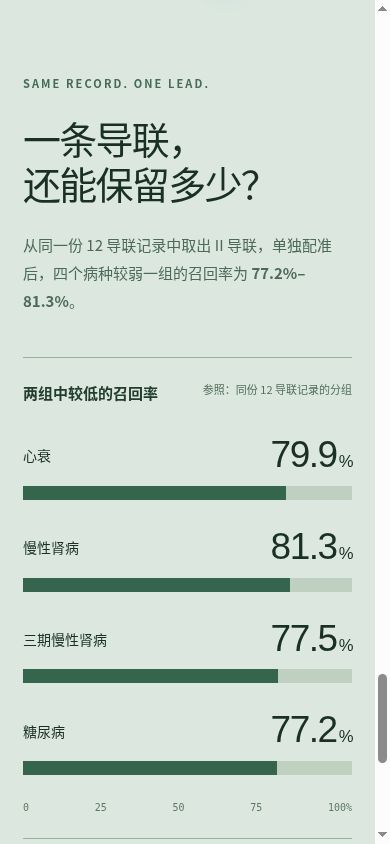 SAME RECORD. ONE LEAD.
一条导联，
还能保留多少？
从同一份 12 导联记录中取出 II 导联，单独配准
后，四个病种较弱一组的召回率为 77.2%–
81.3%。
两组中较低的召回率
参照：同份 12 导联记录的分组
心衰
79.9%
慢性肾病
81.3%
三期慢性肾病
77.5%
糖尿病
77.2%
0 25 50 75 100%